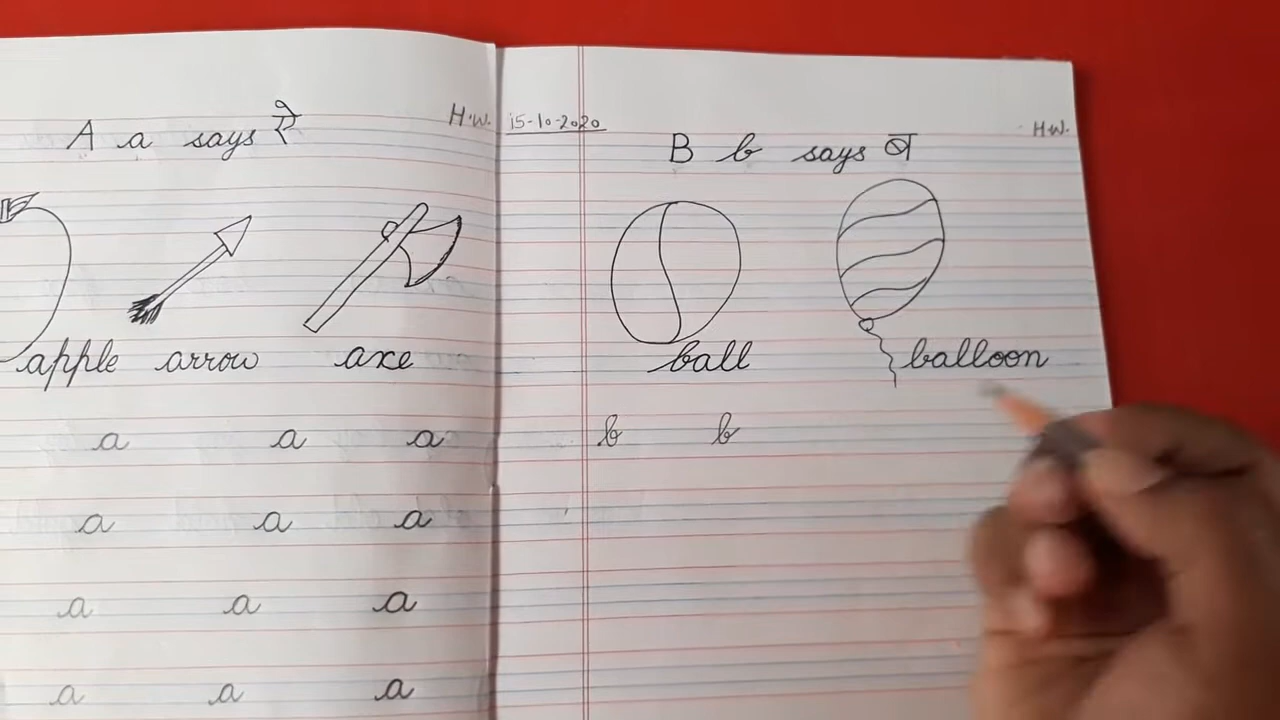 H.W.
A a says ऐ
apple arrow axe
a a a
a a a
a a a
a a a
15-10-2020 H.W.
B b says ब
ball balloon
b b